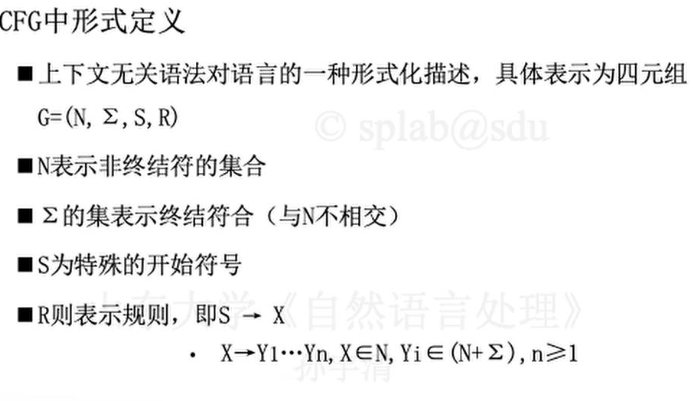 CFG中形式定义
■上下文无关语法对语言的一种形式化描述，具体表示为四元组
G=(N, Σ,S,R)
© splab@sdu
■N表示非终结符的集合
■Σ的集表示终结符合（与N不相交）
■S为特殊的开始符号
山东大学《自然语言处理》
■R则表示规则，即S → X
• X→Y1…Yn,X∈N,Yi∈(N+Σ),n≥1
孙宇清